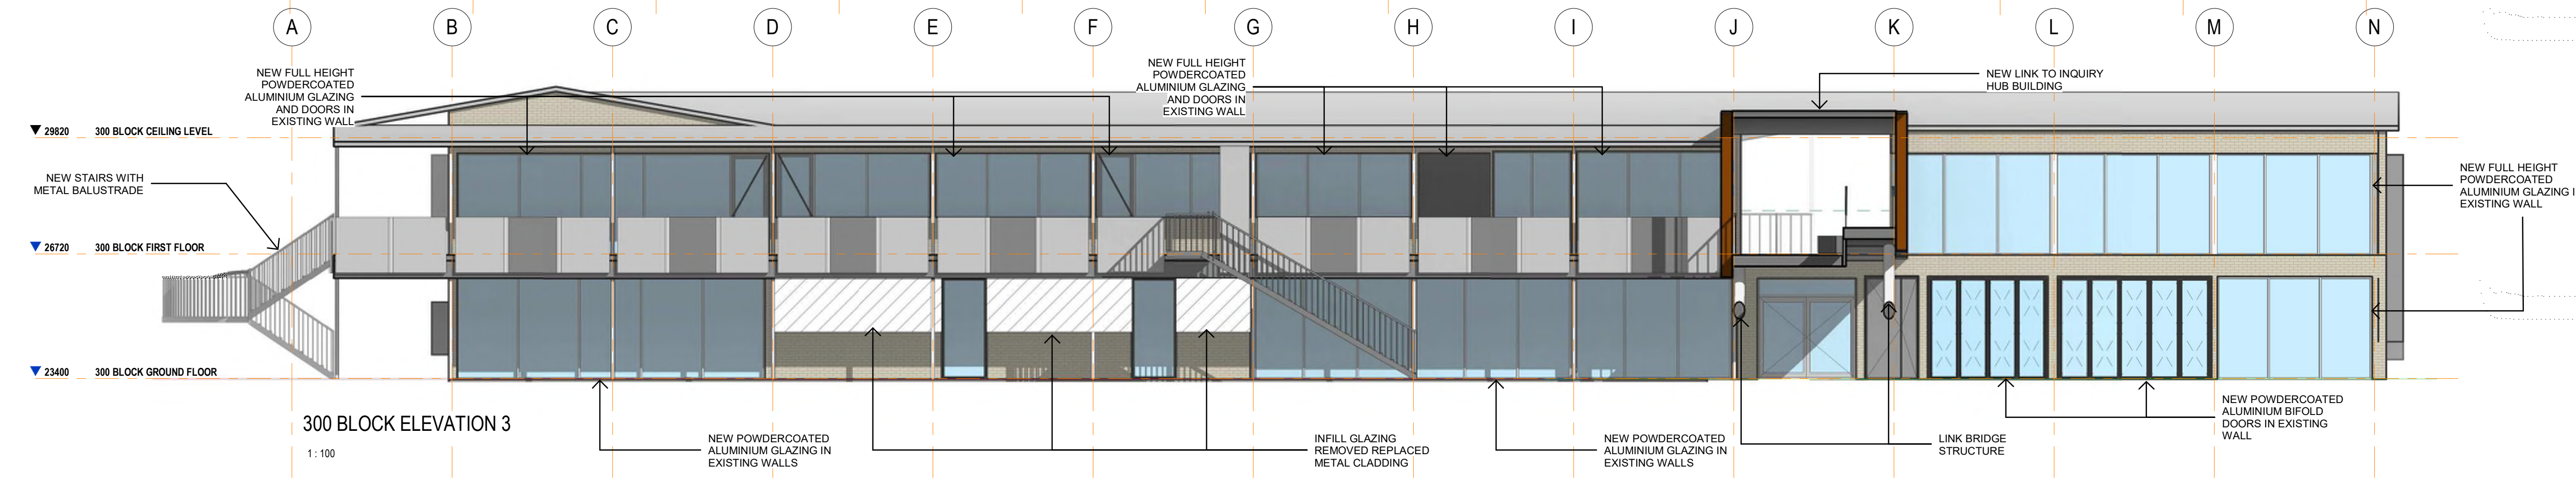 A B C D E F G H I J K L M N
NEW FULL HEIGHT
POWDERCOATED
ALUMINIUM GLAZING
AND DOORS IN
EXISTING WALL
NEW FULL HEIGHT
POWDERCOATED
ALUMINIUM GLAZING
AND DOORS IN
EXISTING WALL
NEW LINK TO INQUIRY
HUB BUILDING
29820 300 BLOCK CEILING LEVEL
NEW STAIRS WITH
METAL BALUSTRADE
NEW FULL HEIGHT
POWDERCOATED
ALUMINIUM GLAZING I
EXISTING WALL
26720 300 BLOCK FIRST FLOOR
23400 300 BLOCK GROUND FLOOR
300 BLOCK ELEVATION 3
1 : 100
NEW POWDERCOATED
ALUMINIUM GLAZING IN
EXISTING WALLS
INFILL GLAZING
REMOVED REPLACED
METAL CLADDING
NEW POWDERCOATED
ALUMINIUM GLAZING IN
EXISTING WALLS
LINK BRIDGE
STRUCTURE
NEW POWDERCOATED
ALUMINIUM BIFOLD
DOORS IN EXISTING
WALL